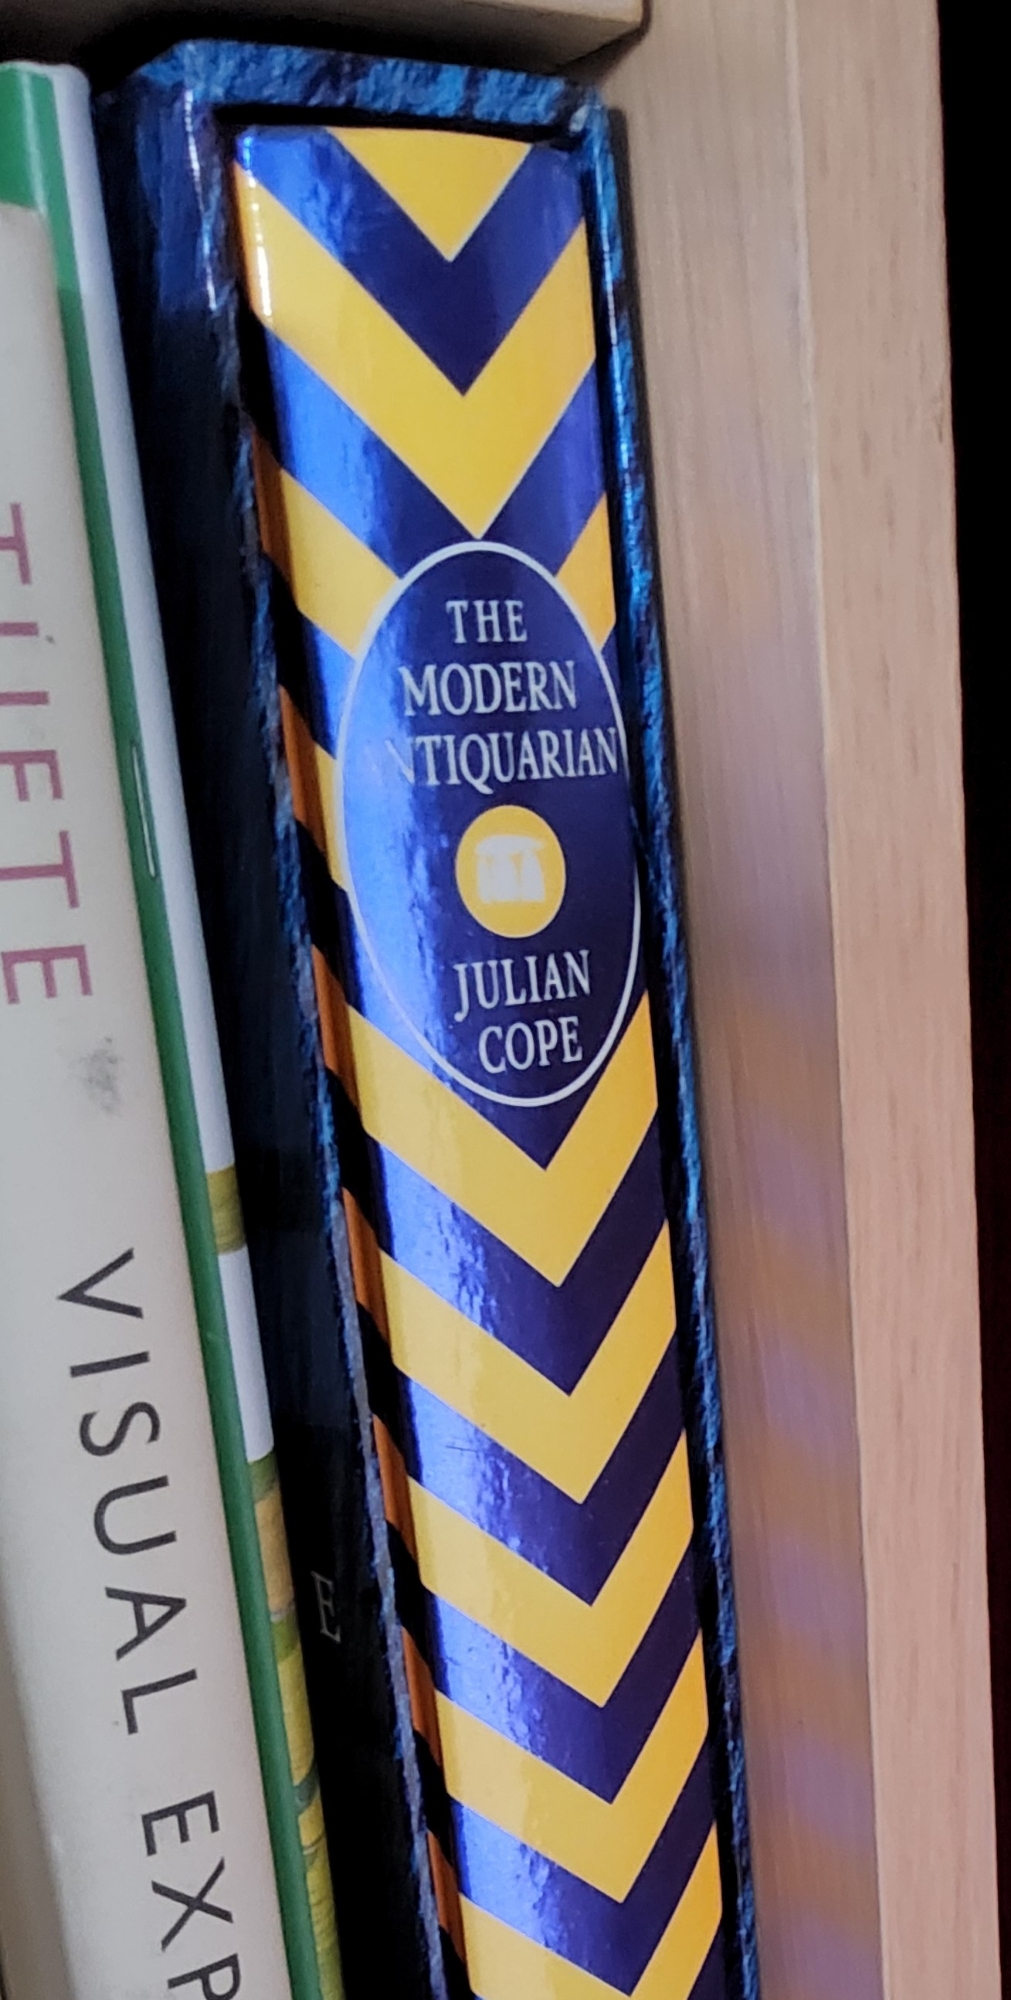 TUFTE VISUAL EXP
E
THE
MODERN
NTIQUARIAN
JULIAN
COPE